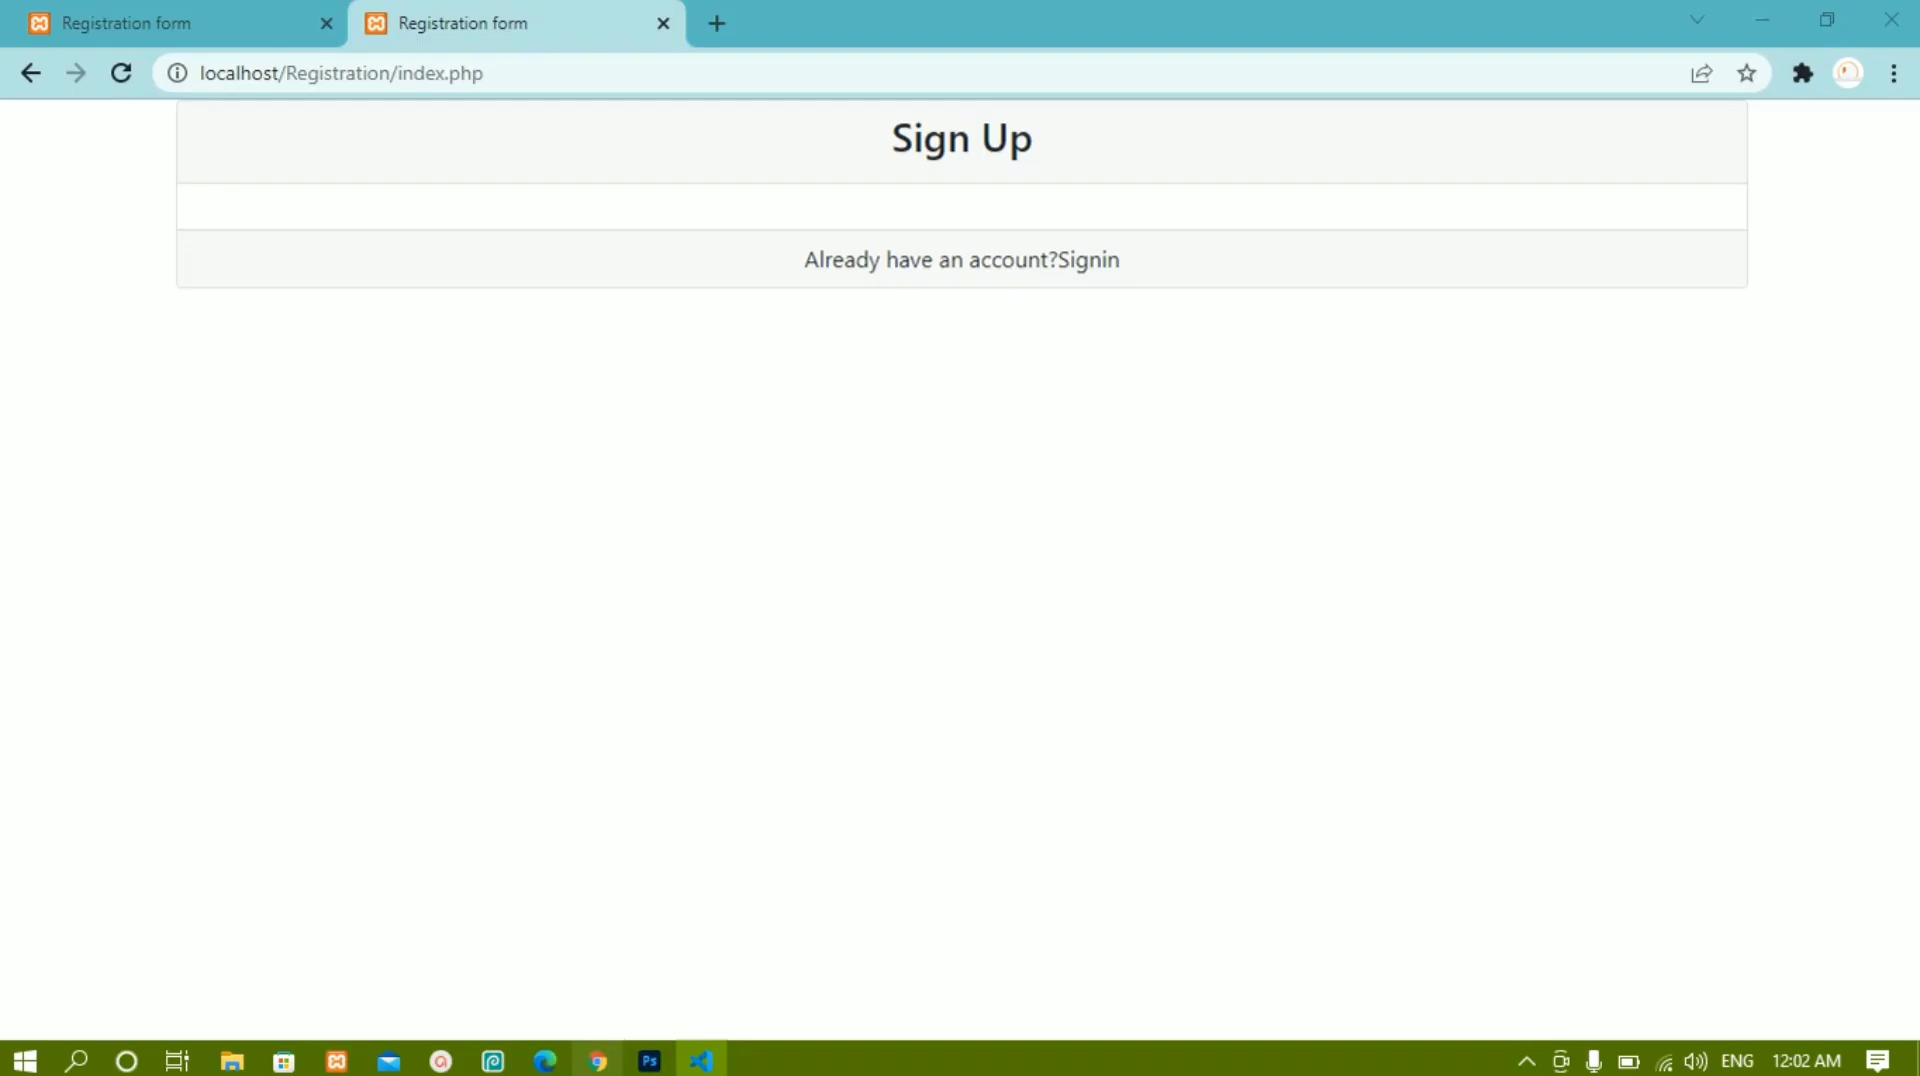 Registration form
Registration form
localhost/Registration/index.php
Sign Up
Already have an account?Signin
Ps
ENG
12:02 AM